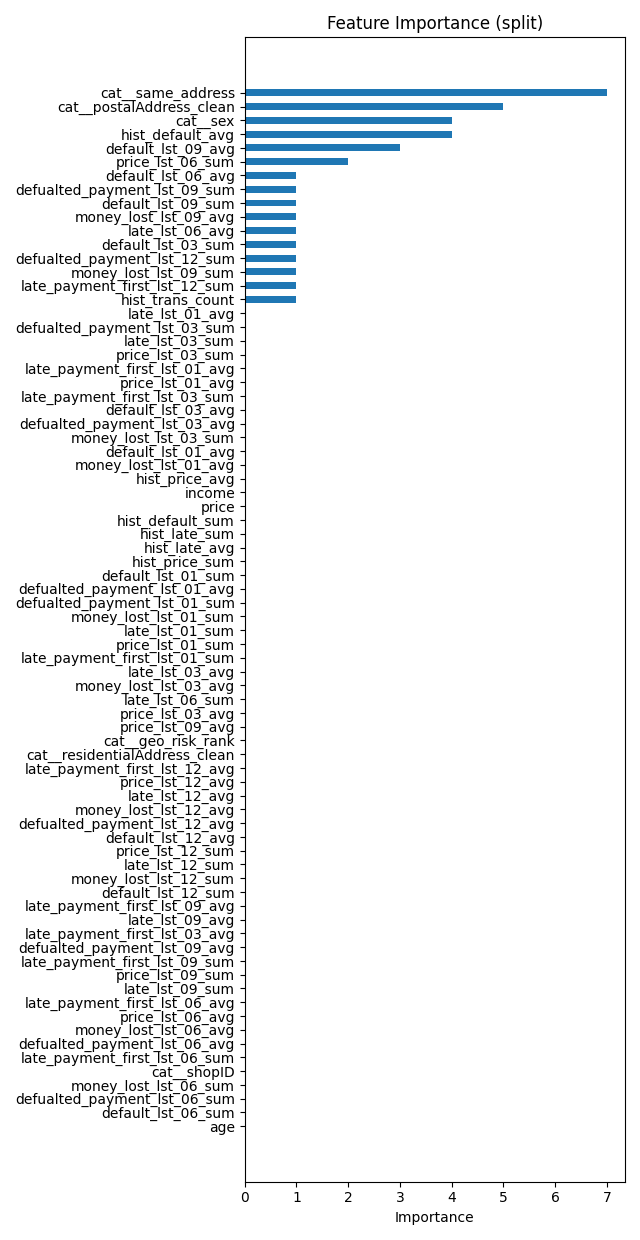 Feature Importance (split)
cat__same_address
cat__postalAddress_clean
cat__sex
hist_default_avg
default_lst_09_avg
price_lst_06_sum
default_lst_06_avg
defualted_payment_lst_09_sum
default_lst_09_sum
money_lost_lst_09_avg
late_lst_06_avg
default_lst_03_sum
defualted_payment_lst_12_sum
money_lost_lst_09_sum
late_payment_first_lst_12_sum
hist_trans_count
late_lst_01_avg
defualted_payment_lst_03_sum
late_lst_03_sum
price_lst_03_sum
late_payment_first_lst_01_avg
price_lst_01_avg
late_payment_first_lst_03_sum
default_lst_03_avg
defualted_payment_lst_03_avg
money_lost_lst_03_sum
default_lst_01_avg
money_lost_lst_01_avg
hist_price_avg
income
price
hist_default_sum
hist_late_sum
hist_late_avg
hist_price_sum
default_lst_01_sum
defualted_payment_lst_01_avg
defualted_payment_lst_01_sum
money_lost_lst_01_sum
late_lst_01_sum
price_lst_01_sum
late_payment_first_lst_01_sum
late_lst_03_avg
money_lost_lst_03_avg
late_lst_06_sum
price_lst_03_avg
price_lst_09_avg
cat__geo_risk_rank
cat__residentialAddress_clean
late_payment_first_lst_12_avg
price_lst_12_avg
late_lst_12_avg
money_lost_lst_12_avg
defualted_payment_lst_12_avg
default_lst_12_avg
price_lst_12_sum
late_lst_12_sum
money_lost_lst_12_sum
default_lst_12_sum
late_payment_first_lst_09_avg
late_lst_09_avg
late_payment_first_lst_03_avg
defualted_payment_lst_09_avg
late_payment_first_lst_09_sum
price_lst_09_sum
late_lst_09_sum
late_payment_first_lst_06_avg
price_lst_06_avg
money_lost_lst_06_avg
defualted_payment_lst_06_avg
late_payment_first_lst_06_sum
cat__shopID
money_lost_lst_06_sum
defualted_payment_lst_06_sum
default_lst_06_sum
age
0 1 2 3 4 5 6 7
Importance